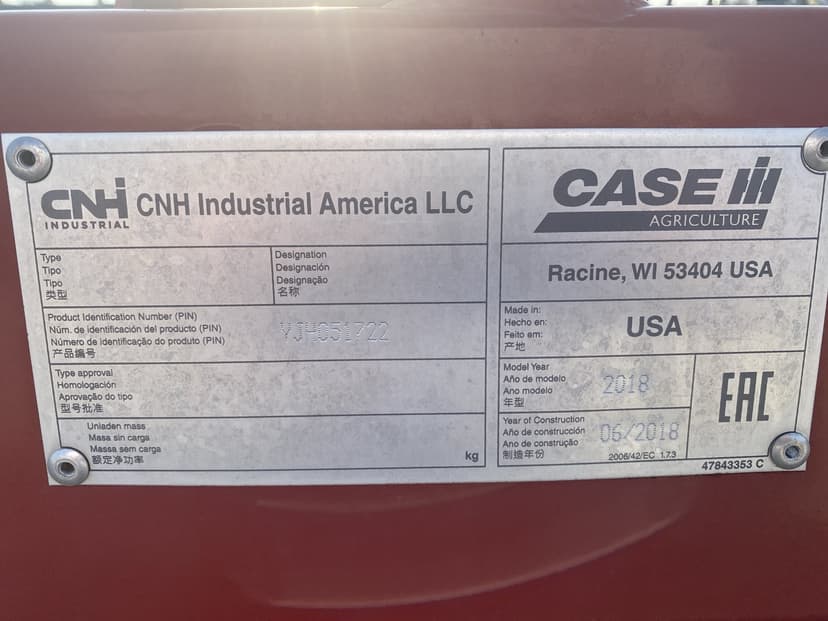 CNH INDUSTRIAL
CNH Industrial America LLC
Type
Tipo
Tipo
类型
Designation
Designación
Designação
名称
Product Identification Number (PIN)
Núm. de identificación del producto (PIN)
Número de identificação do produto (PIN)
产品编号
YJH051722
Type approval
Homologación
Aprovação do tipo
型号批准
Unladen mass
Masa sin carga
Massa sem carga
额定净功率
kg
CASE IH
AGRICULTURE
Racine, WI 53404 USA
Made in:
Hecho en:
Feito em:
产地
USA
Model Year
Año de modelo
Ano modelo
年型
2018
Year of Construction
Año de construcción
Ano de construção
制造年份
06/2018
2006/42/EC 1.7.3
EAC
47843353 C